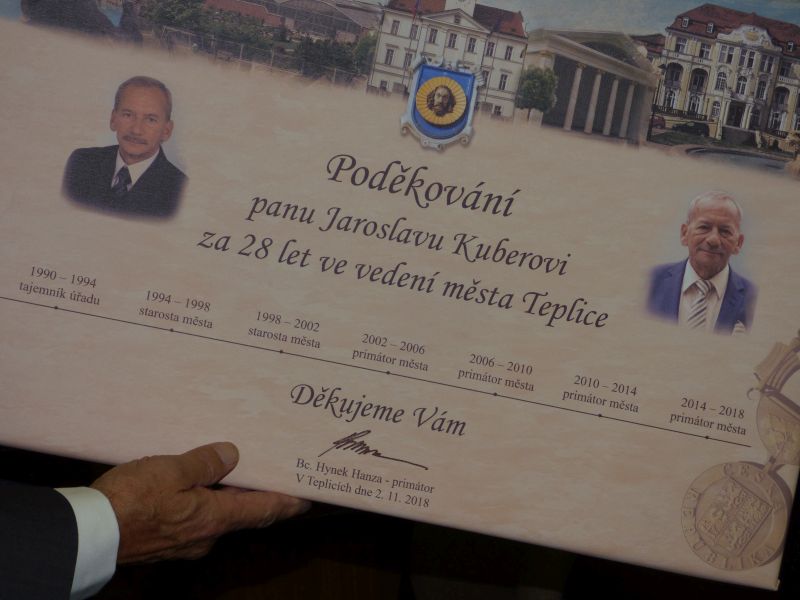 Poděkování
panu Jaroslavu Kuberovi
za 28 let ve vedení města Teplice
1990 – 1994
tajemník úřadu
1994 – 1998
starosta města
1998 – 2002
starosta města
2002 – 2006
primátor města
2006 – 2010
primátor města
2010 – 2014
primátor města
2014 – 2018
primátor města
Děkujeme Vám
Bc. Hynek Hanza - primátor
V Teplicích dne 2. 11. 2018
ČESKÁ
REPUBLIKA